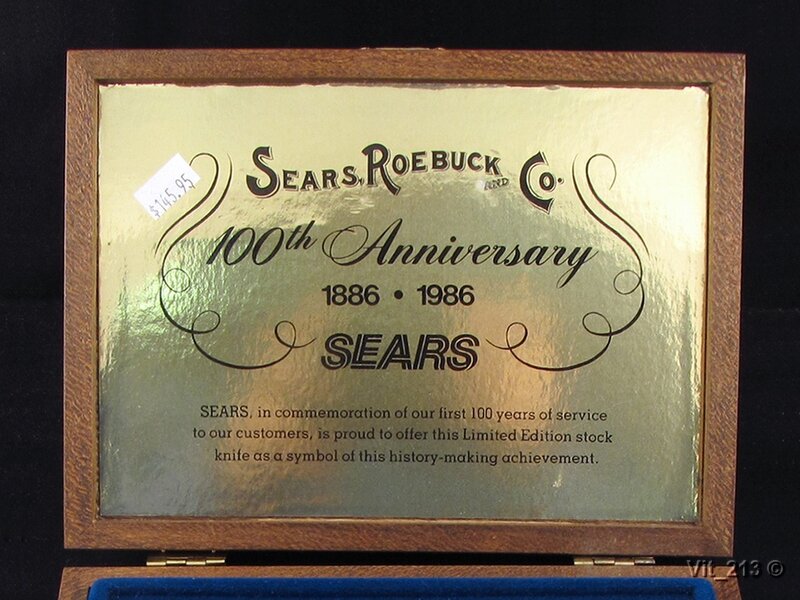 SEARS, ROEBUCK AND CO.
$145.95
100th Anniversary
1886 • 1986
SEARS
SEARS, in commemoration of our first 100 years of service
to our customers, is proud to offer this Limited Edition stock
knife as a symbol of this history-making achievement.
Vit_213 ©